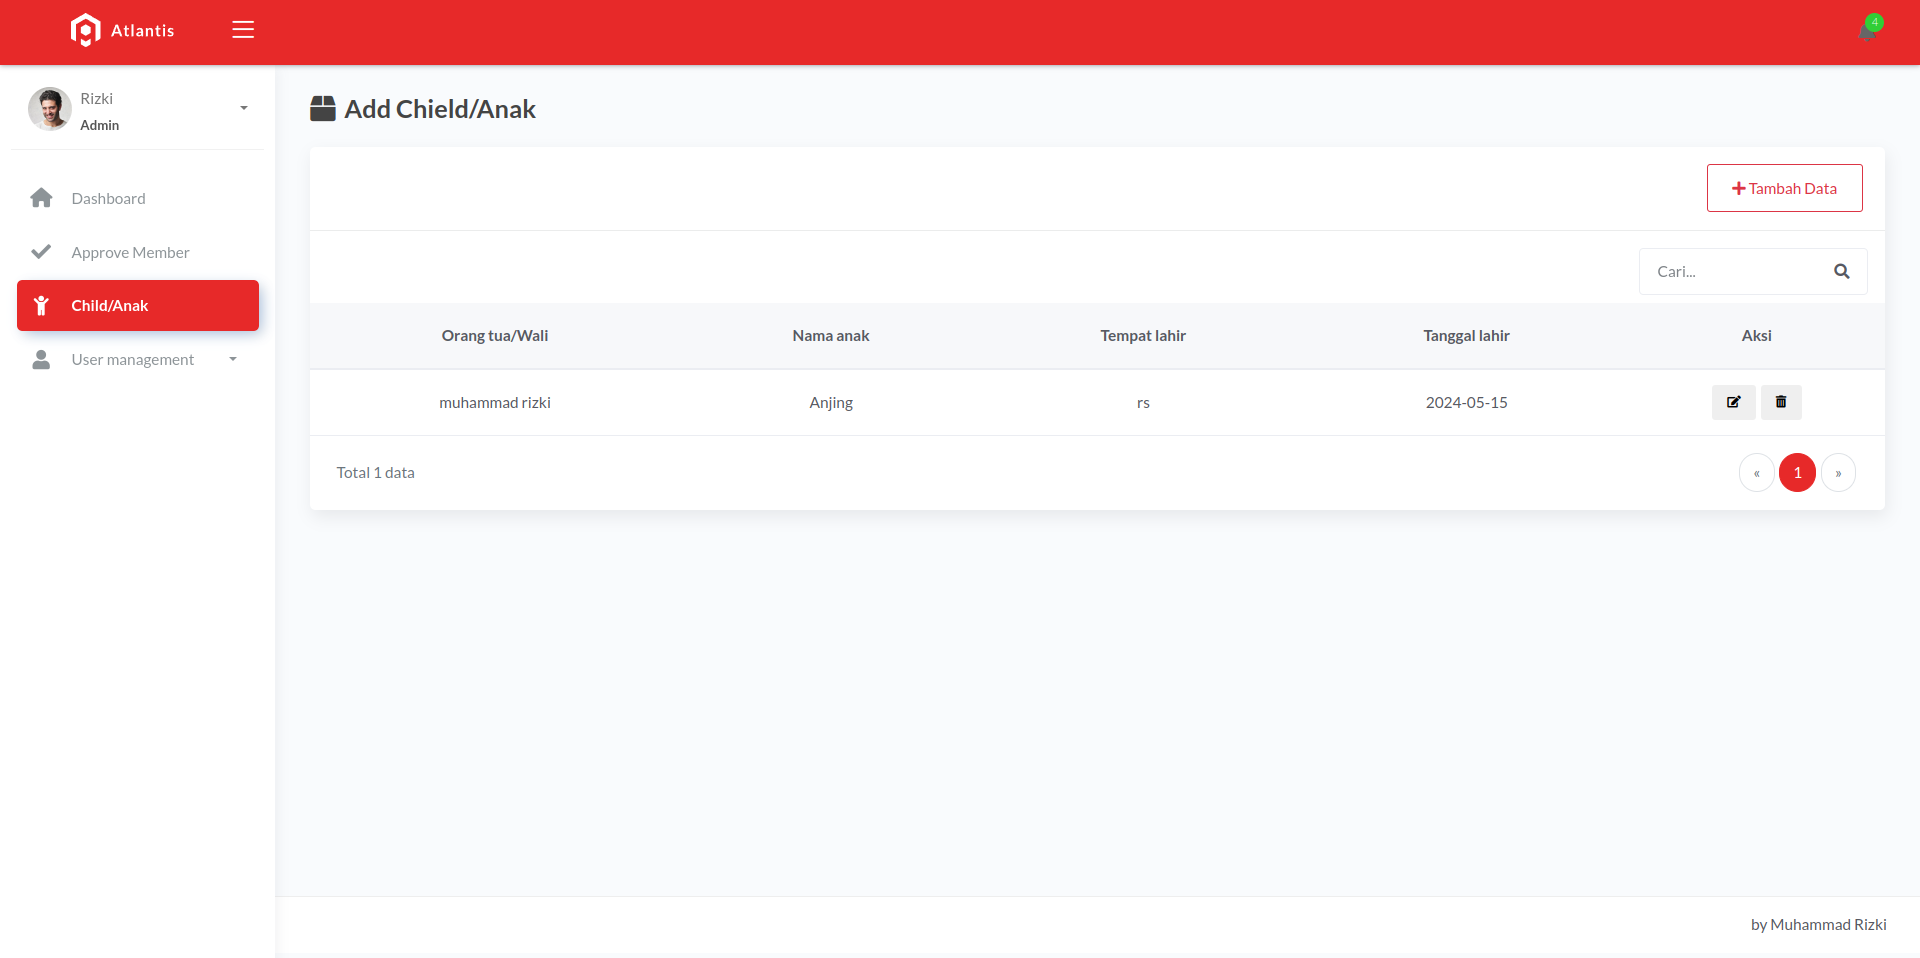 Atlantis
4
Rizki
Admin
Dashboard
Approve Member
Child/Anak
User management
Add Chield/Anak
Tambah Data
Cari...
Orang tua/Wali Nama anak Tempat lahir Tanggal lahir Aksi
muhammad rizki Anjing rs 2024-05-15
Total 1 data
« 1 »
by Muhammad Rizki